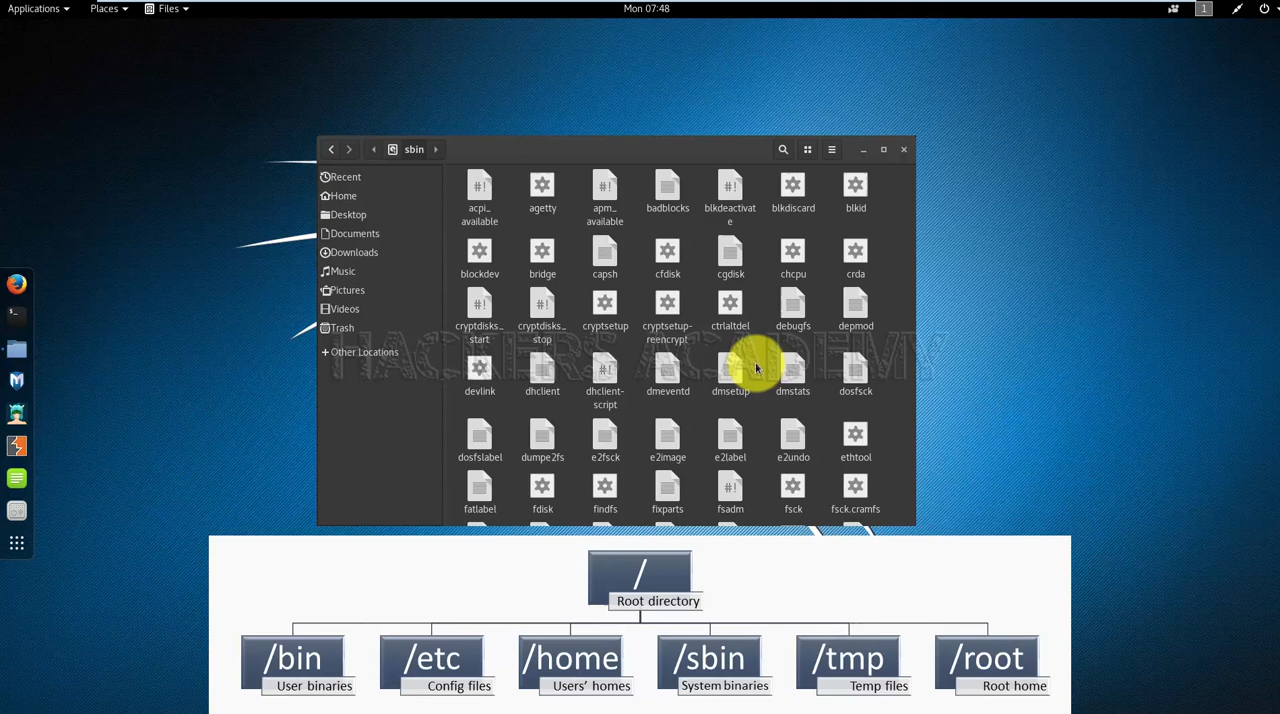 Applications Places Files Mon 07:48 1
sbin
Recent
Home
Desktop
Documents
Downloads
Music
Pictures
Videos
Trash
+ Other Locations
acpi_
available
agetty
apm_
available
badblocks
blkdeactivat
e
blkdiscard
blkid
blockdev
bridge
capsh
cfdisk
cgdisk
chcpu
crda
cryptdisks_
start
cryptdisks_
stop
cryptsetup
cryptsetup-
reencrypt
ctrlaltdel
debugfs
depmod
HACKERS ACADEMY
devlink
dhclient
dhclient-
script
dmeventd
dmsetup
dmstats
dosfsck
dosfslabel
dumpe2fs
e2fsck
e2image
e2label
e2undo
ethtool
fatlabel
fdisk
findfs
fixparts
fsadm
fsck
fsck.cramfs
/
Root directory
/bin
User binaries
/etc
Config files
/home
Users' homes
/sbin
System binaries
/tmp
Temp files
/root
Root home